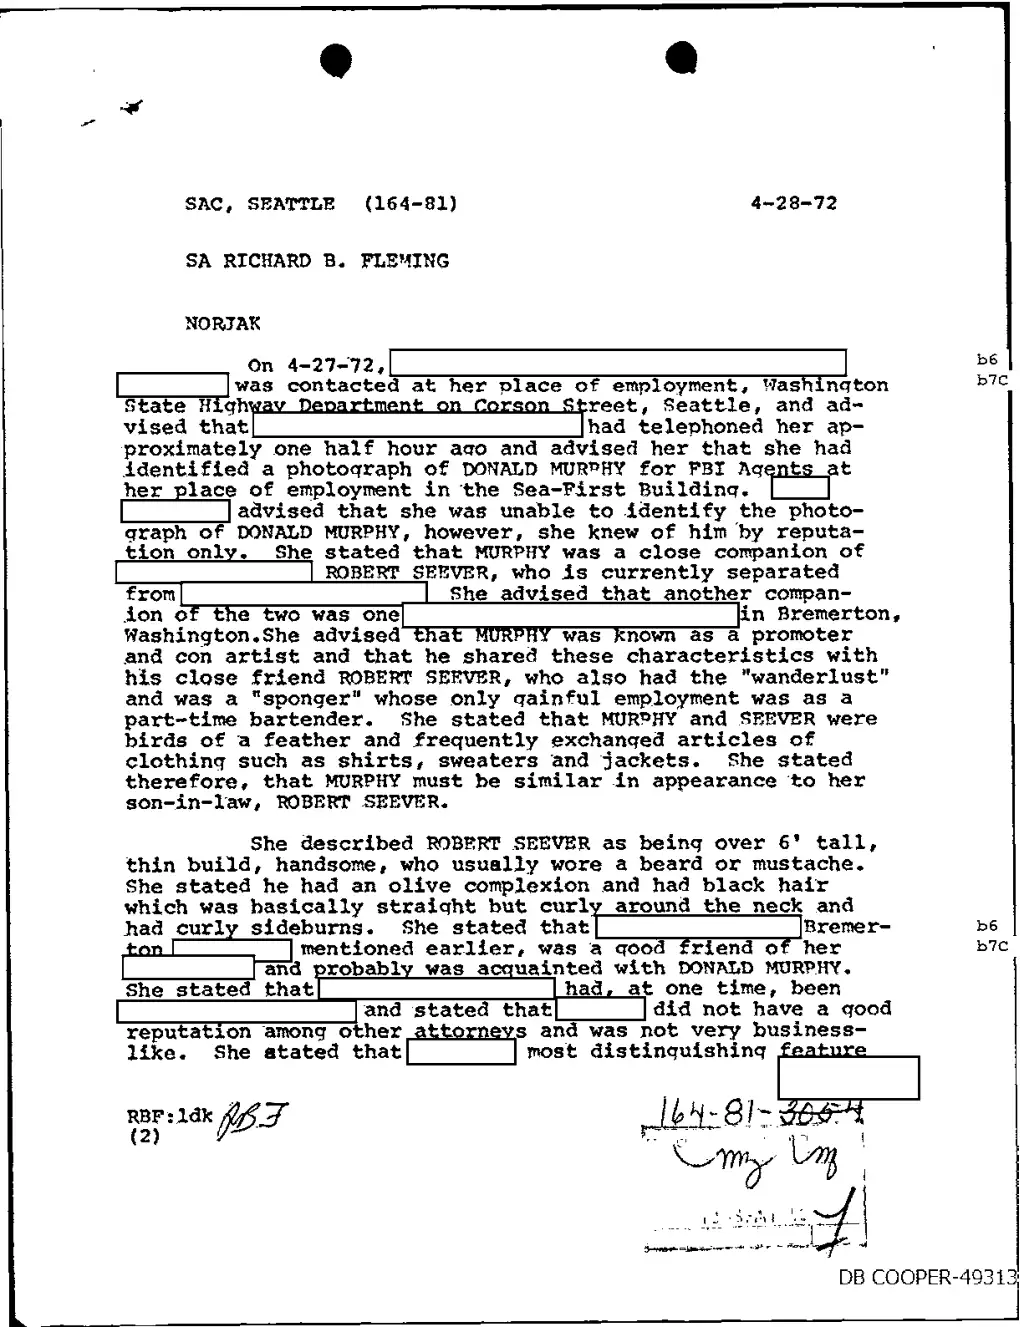 SAC, SEATTLE (164-81) 4-28-72
SA RICHARD B. FLEMING
NORJAK
On 4-27-72,
b6
was contacted at her place of employment, Washington
b7C
State Highway Department on Corson Street, Seattle, and ad-
vised that had telephoned her ap-
proximately one half hour ago and advised her that she had
identified a photograph of DONALD MURPHY for FBI Agents at
her place of employment in the Sea-First Building.
advised that she was unable to identify the photo-
graph of DONALD MURPHY, however, she knew of him by reputa-
tion only. She stated that MURPHY was a close companion of
ROBERT SEEVER, who is currently separated
from She advised that another compan-
ion of the two was one in Bremerton,
Washington.She advised that MURPHY was known as a promoter
and con artist and that he shared these characteristics with
his close friend ROBERT SEEVER, who also had the "wanderlust"
and was a "sponger" whose only gainful employment was as a
part-time bartender. She stated that MURPHY and SEEVER were
birds of a feather and frequently exchanged articles of
clothing such as shirts, sweaters and jackets. She stated
therefore, that MURPHY must be similar in appearance to her
son-in-law, ROBERT SEEVER.
She described ROBERT SEEVER as being over 6' tall,
thin build, handsome, who usually wore a beard or mustache.
She stated he had an olive complexion and had black hair
which was basically straight but curly around the neck and
had curly sideburns. She stated that Bremer-
b6
ton mentioned earlier, was a good friend of her
b7C
and probably was acquainted with DONALD MURPHY.
She stated that had, at one time, been
and stated that did not have a good
reputation among other attorneys and was not very business-
like. She stated that most distinguishing feature
RBF:ldk RBF
(2)
164-81-3054
7
DB COOPER-49313